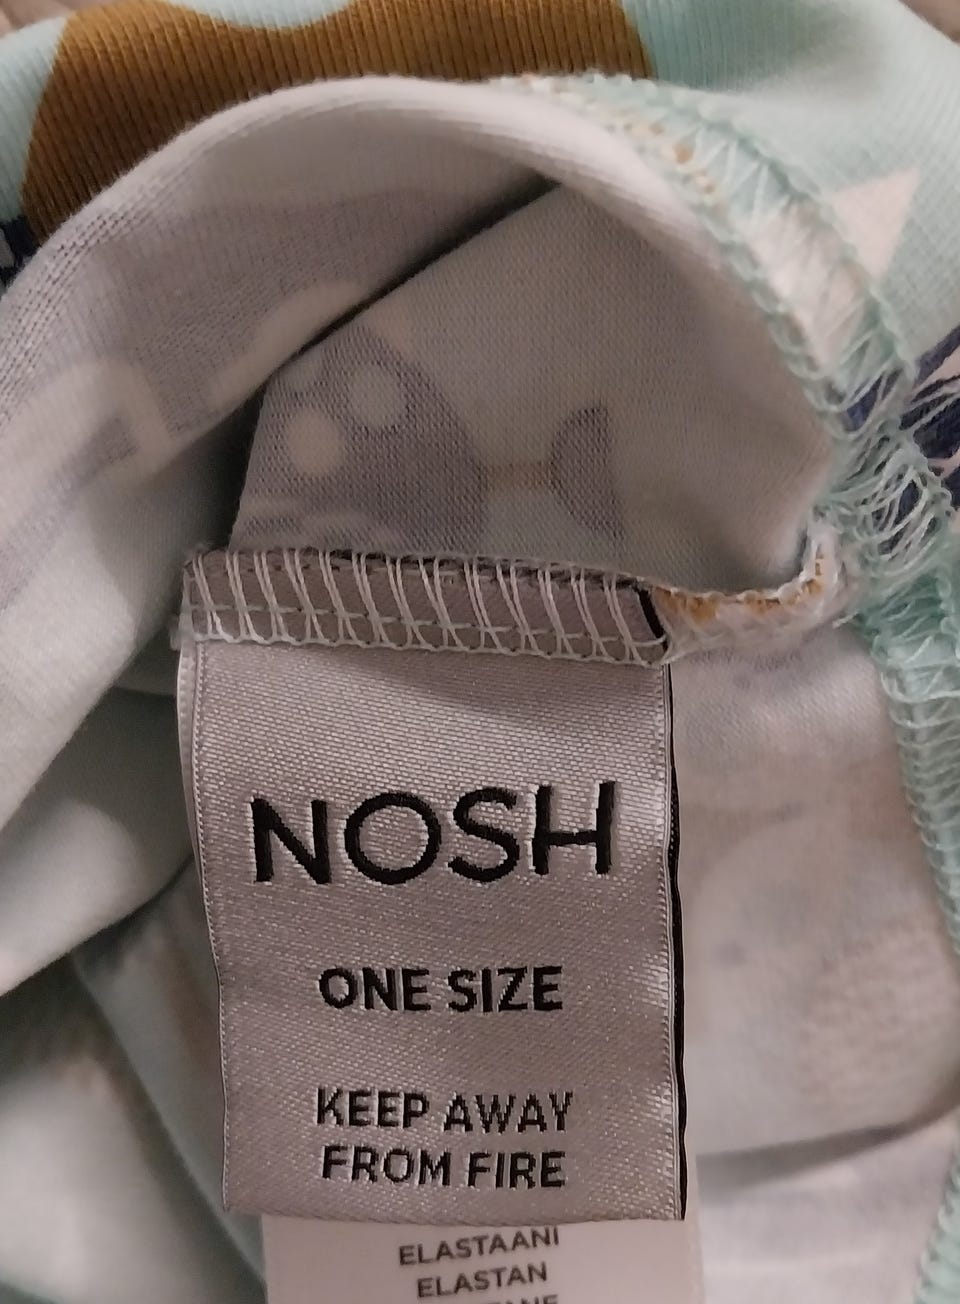 NOSH
ONE SIZE
KEEP AWAY
FROM FIRE
ELASTAANI
ELASTAN